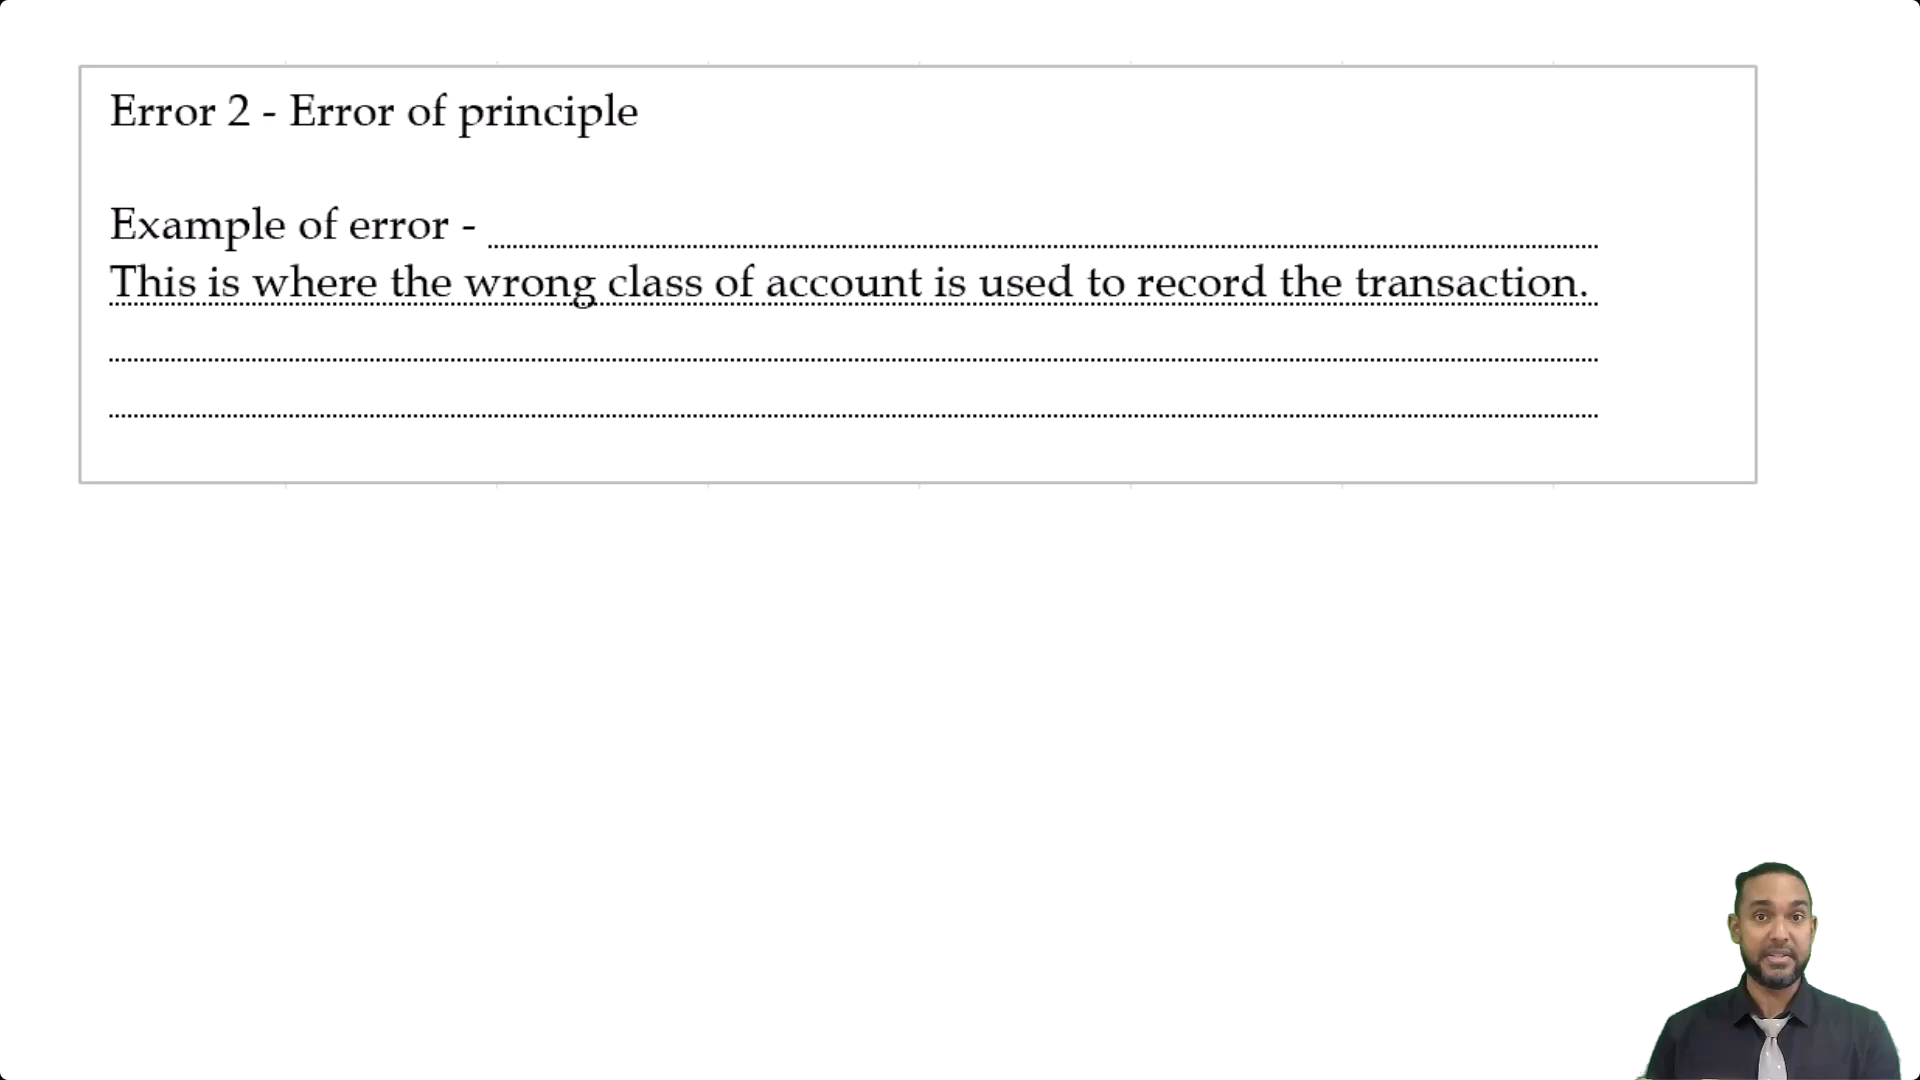 Error 2 - Error of principle
Example of error -
This is where the wrong class of account is used to record the transaction.